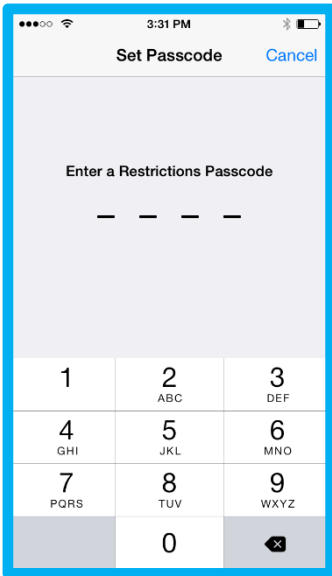 3:31 PM
Set Passcode Cancel
Enter a Restrictions Passcode
1 2 3
ABC DEF
4 5 6
GHI JKL MNO
7 8 9
PQRS TUV WXYZ
0